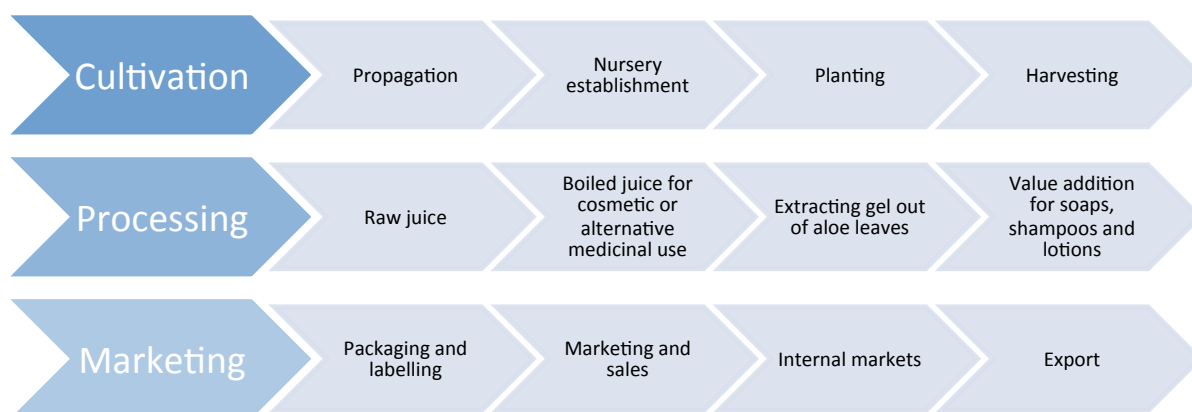 Cultivation
Propagation
Nursery
establishment
Planting
Harvesting
Processing
Raw juice
Boiled juice for
cosmetic or
alternative
medicinal use
Extracting gel out
of aloe leaves
Value addition
for soaps,
shampoos and
lotions
Marketing
Packaging and
labelling
Marketing and
sales
Internal markets
Export